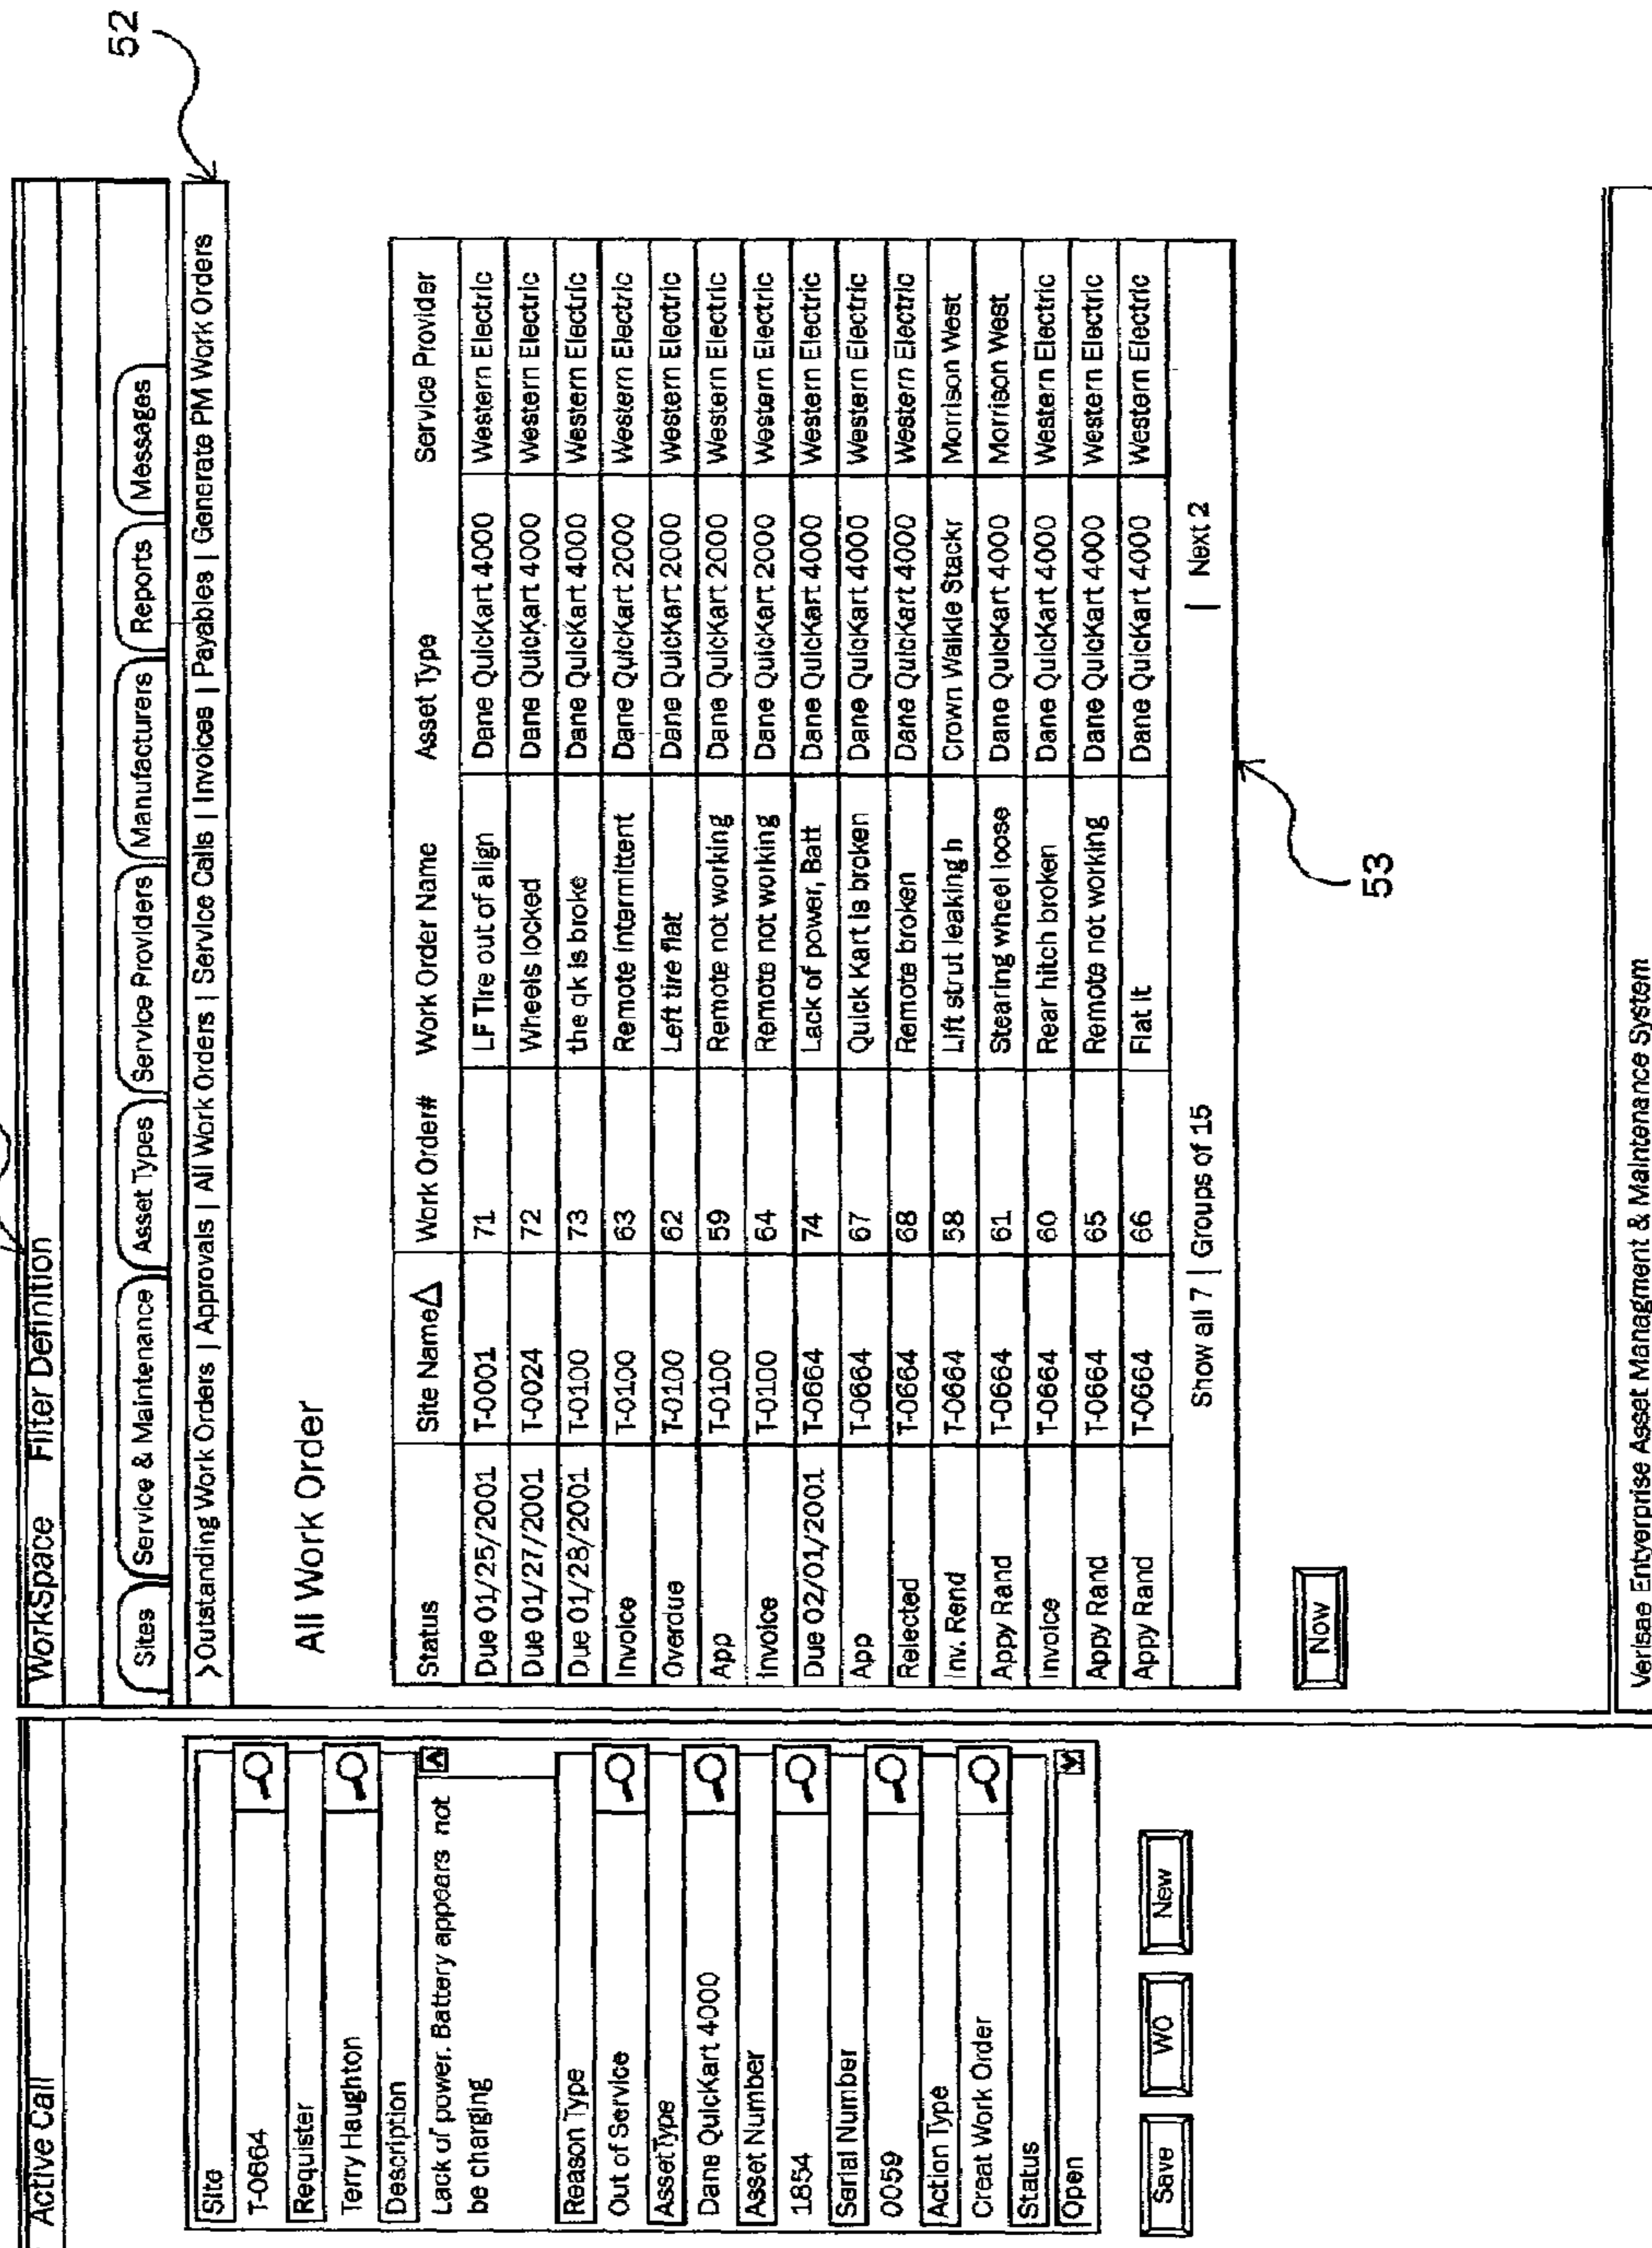 Active Call
Site
T-0664
Requister
Terry Haughton
Description
Lack of power. Battery appears not
be charging
Reason Type
Out of Service
AssetType
Dane QuicKart 4000
Asset Number
1854
Serial Number
0059
Action Type
Creat Work Order
Status
Open
Save WO New
WorkSpace Filter Definition
Sites Service & Maintenance Asset Types Service Providers Manufacturers Reports Messages
>Outstanding Work Orders | Approvals | All Work Orders | Service Calls | Invoices | Payables | Generate PM Work Orders
52
All Work Order
Status Site Name Work Order# Work Order Name Asset Type Service Provider
Due 01/25/2001 T-0001 71 LF Tire out of align Dane QuicKart 4000 Western Electric
Due 01/27/2001 T-0024 72 Wheels locked Dane QuicKart 4000 Western Electric
Due 01/28/2001 T-0100 73 the qk is broke Dane QuicKart 4000 Western Electric
Invoice T-0100 63 Remote intermittent Dane QuicKart 2000 Western Electric
Overdue T-0100 62 Left tire flat Dane QuicKart 2000 Western Electric
App T-0100 59 Remote not working Dane QuicKart 2000 Western Electric
Invoice T-0100 64 Remote not working Dane QuicKart 2000 Western Electric
Due 02/01/2001 T-0664 74 Lack of power, Batt Dane QuicKart 4000 Western Electric
App T-0664 67 Quick Kart is broken Dane QuicKart 4000 Western Electric
Relected T-0664 68 Remote broken Dane QuicKart 4000 Western Electric
Inv. Rend T-0664 58 Lift strut leaking h Crown Walkie Stackr Morrison West
Appy Rand T-0664 61 Stearing wheel loose Dane QuicKart 4000 Morrison West
Invoice T-0664 60 Rear hitch broken Dane QuicKart 4000 Western Electric
Appy Rand T-0664 65 Remote not working Dane QuicKart 4000 Western Electric
Appy Rand T-0664 66 Flat lt Dane QuicKart 4000 Western Electric
Show all 7 | Groups of 15 | Next 2
53
Now
Verisae Entyerprise Asset Managment & Maintenance System